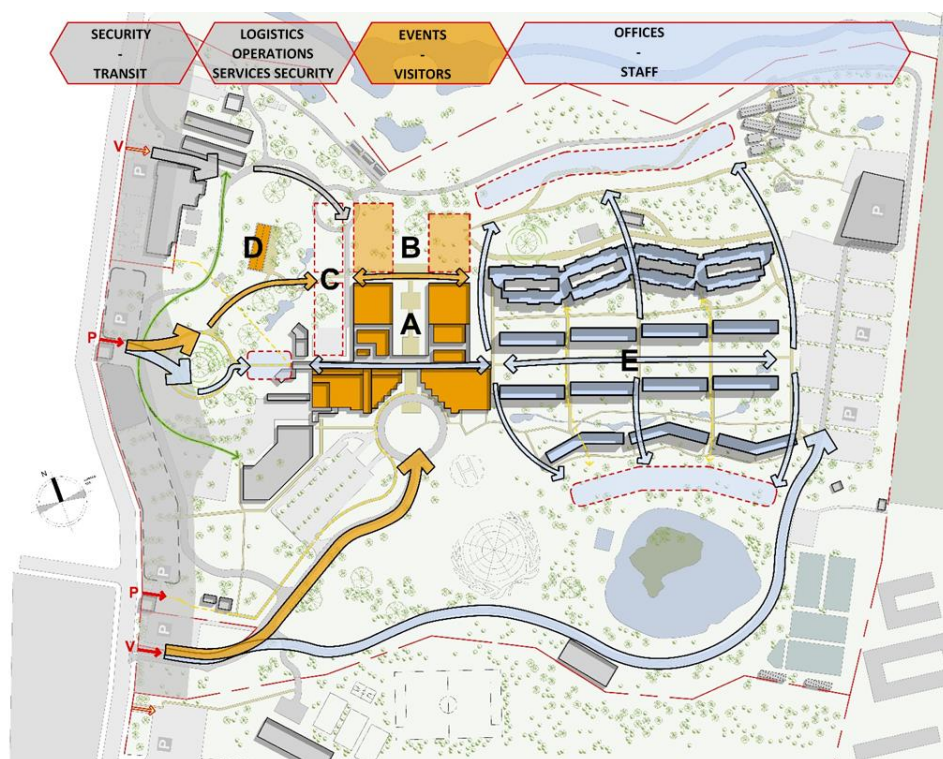 SECURITY
-
TRANSIT
LOGISTICS
OPERATIONS
SERVICES SECURITY
EVENTS
-
VISITORS
OFFICES
-
STAFF
V
P
P
D
B
C
A
P
P
E
H
N
P
P
P
V
P
P